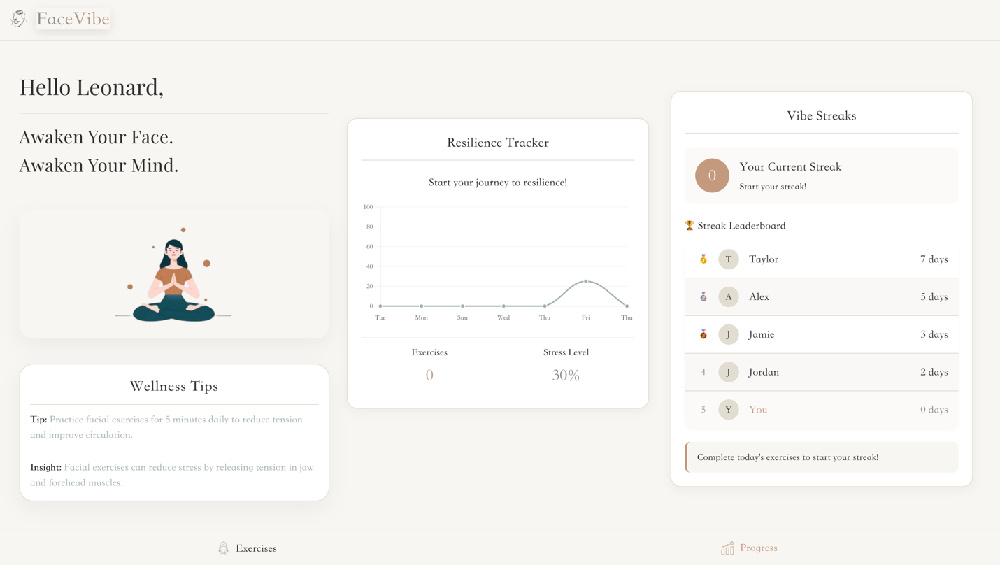 FaceVibe
Hello Leonard,
Awaken Your Face.
Awaken Your Mind.
Wellness Tips
Tip: Practice facial exercises for 5 minutes daily to reduce tension
and improve circulation.
Insight: Facial exercises can reduce stress by releasing tension in jaw
and forehead muscles.
Resilience Tracker
Start your journey to resilience!
100
80
60
40
20
0
Tue Mon Sun Wed Thu Fri Thu
Exercises Stress Level
0 30%
Vibe Streaks
0
Your Current Streak
Start your streak!
🏆 Streak Leaderboard
🥇 T Taylor 7 days
🥈 A Alex 5 days
🥉 J Jamie 3 days
4 J Jordan 2 days
5 Y You 0 days
Complete today's exercises to start your streak!
Exercises
Progress